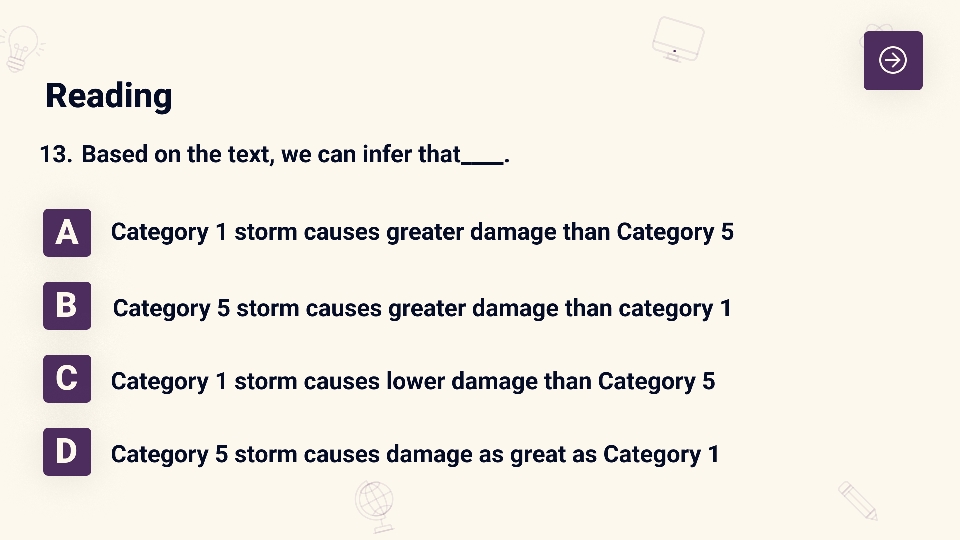 Reading
13. Based on the text, we can infer that____.
A Category 1 storm causes greater damage than Category 5
B Category 5 storm causes greater damage than category 1
C Category 1 storm causes lower damage than Category 5
D Category 5 storm causes damage as great as Category 1